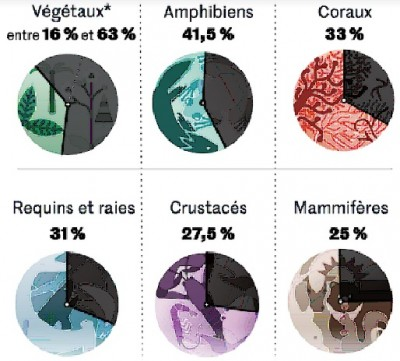 Végétaux*
entre 16 % et 63 %
Amphibiens
41,5 %
Coraux
33 %
Requins et raies
31 %
Crustacés
27,5 %
Mammifères
25 %